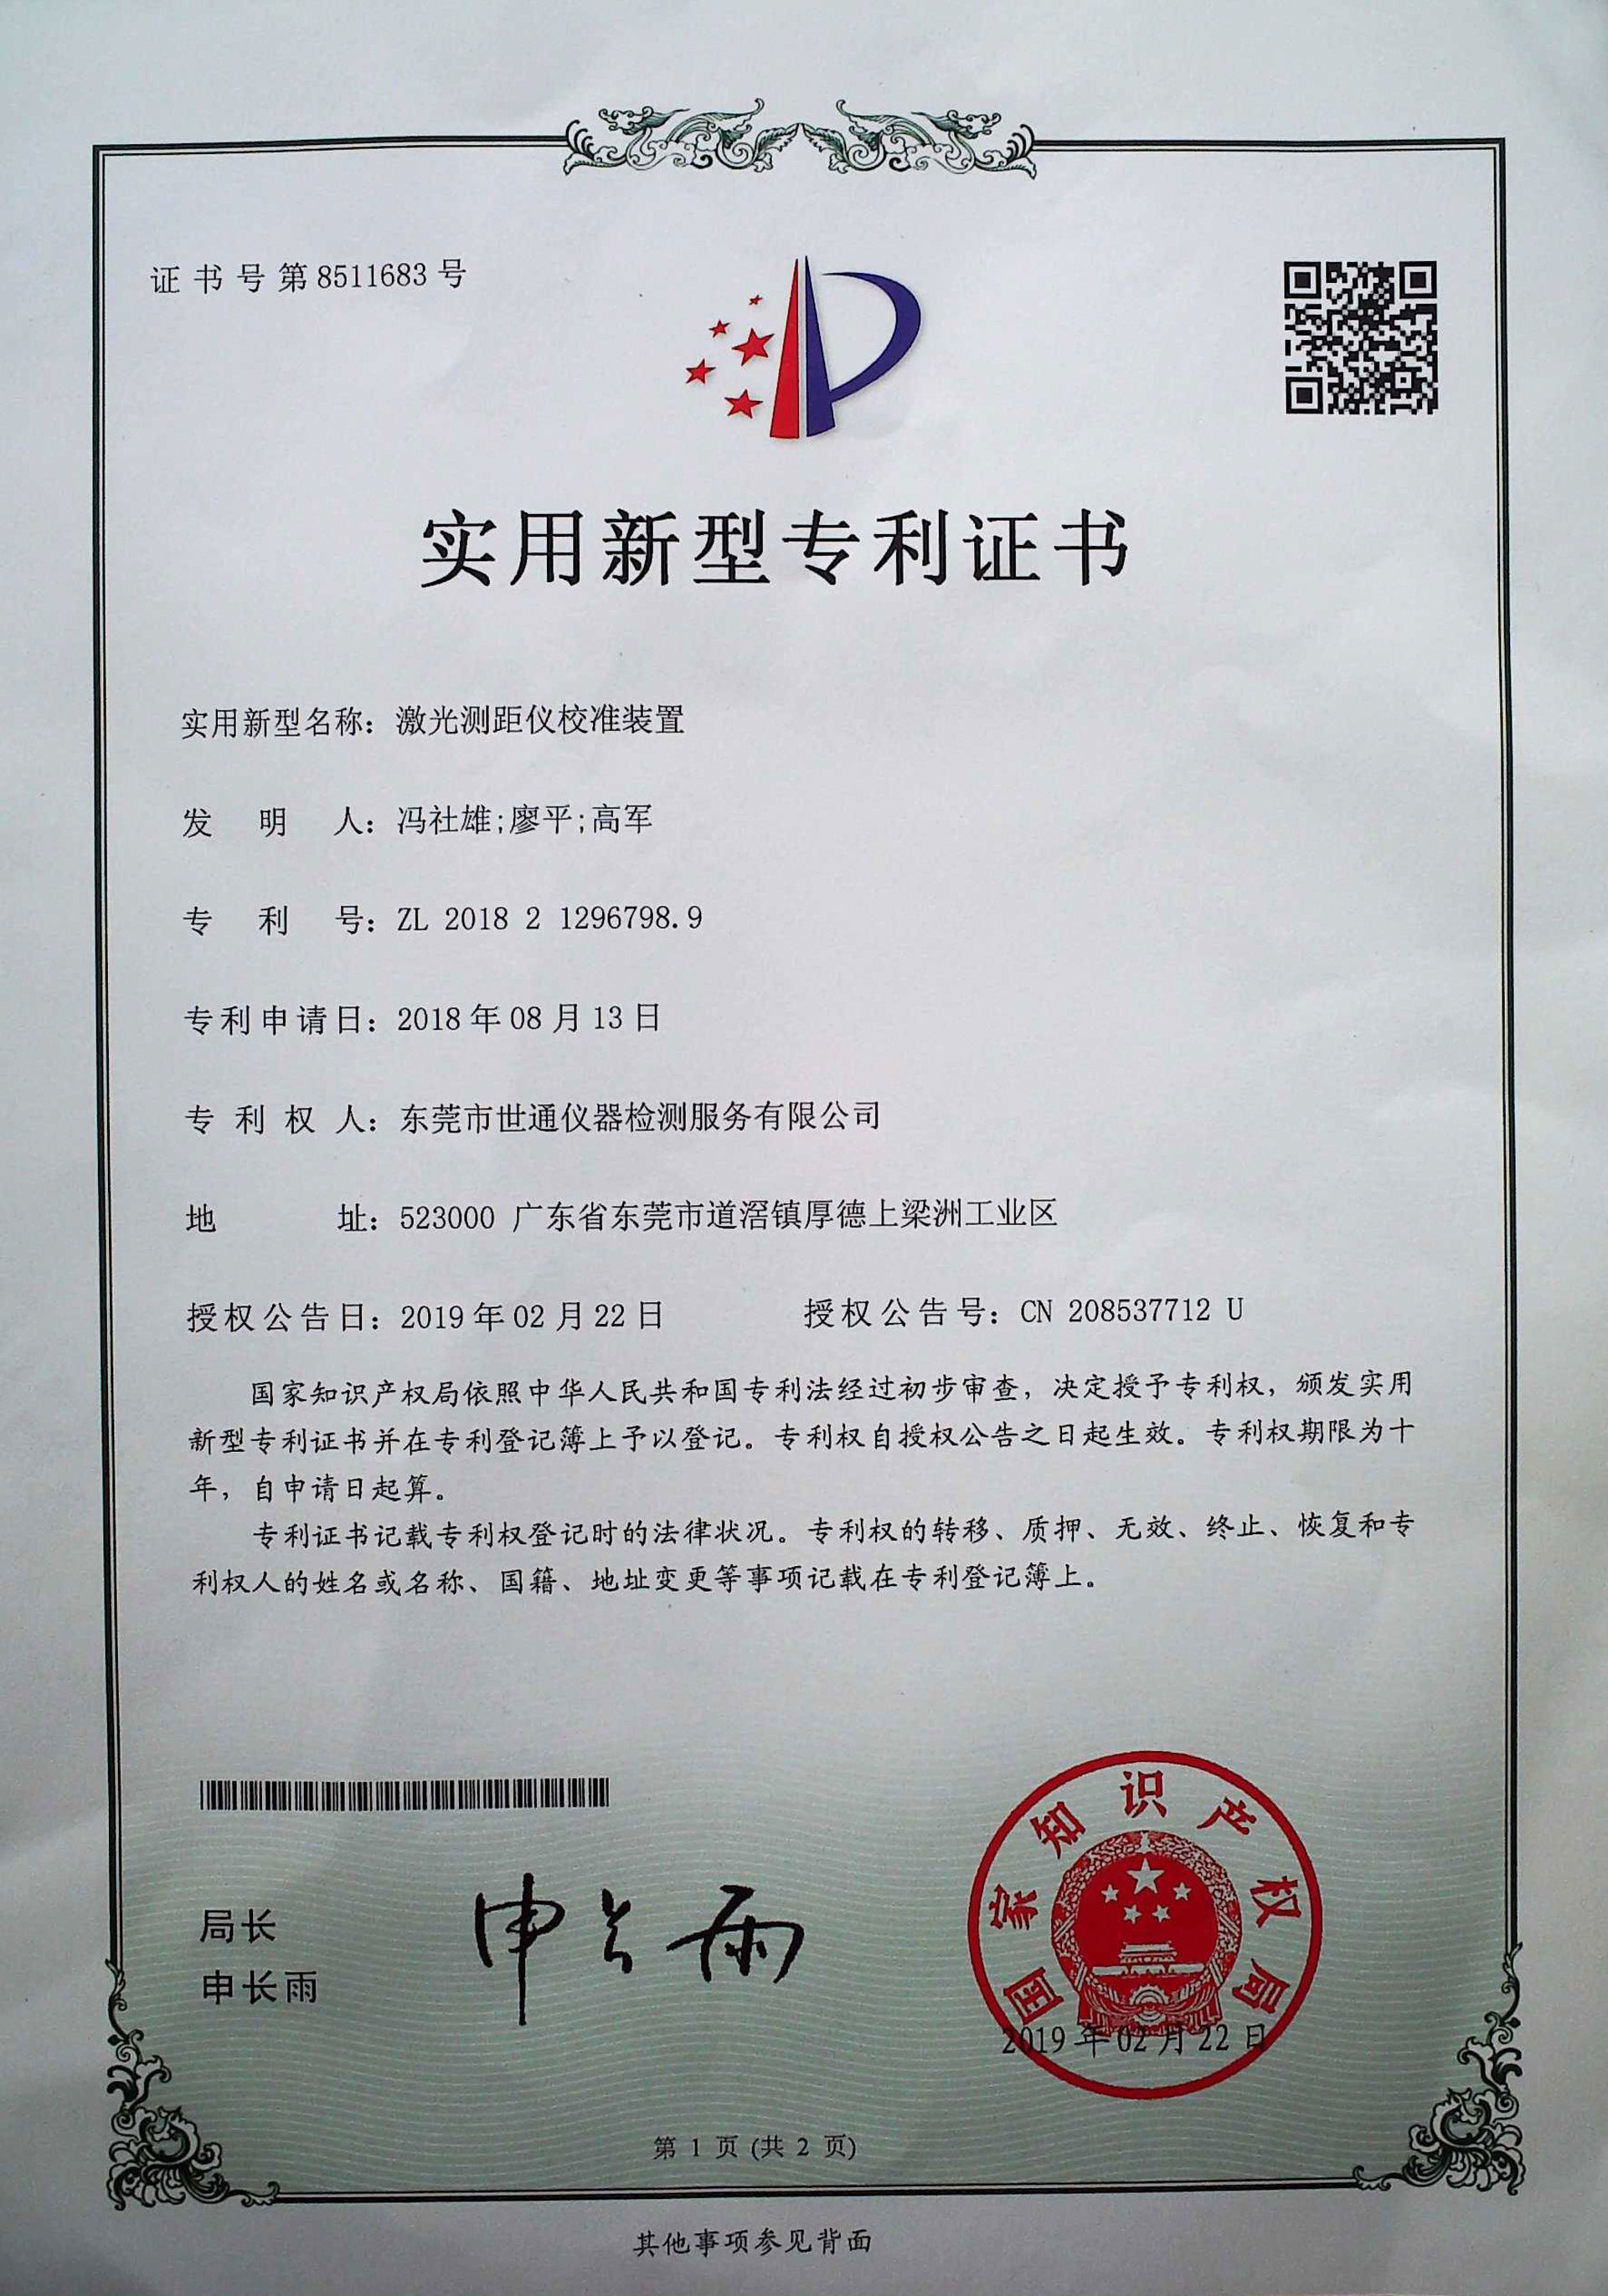 证书号第8511683号
实用新型专利证书
实用新型名称：激光测距仪校准装置
发明人：冯社雄;廖平;高军
专利号：ZL 2018 2 1296798.9
专利申请日：2018年08月13日
专利权人：东莞市世通仪器检测服务有限公司
地址：523000 广东省东莞市道滘镇厚德上梁洲工业区
授权公告日：2019年02月22日 授权公告号：CN 208537712 U
国家知识产权局依照中华人民共和国专利法经过初步审查，决定授予专利权，颁发实用
新型专利证书并在专利登记簿上予以登记。专利权自授权公告之日起生效。专利权期限为十
年，自申请日起算。
专利证书记载专利权登记时的法律状况。专利权的转移、质押、无效、终止、恢复和专
利权人的姓名或名称、国籍、地址变更等事项记载在专利登记簿上。
局长
申长雨
申长雨
国家知识产权局
2019年02月22日
第 1 页 (共 2 页)
其他事项参见背面